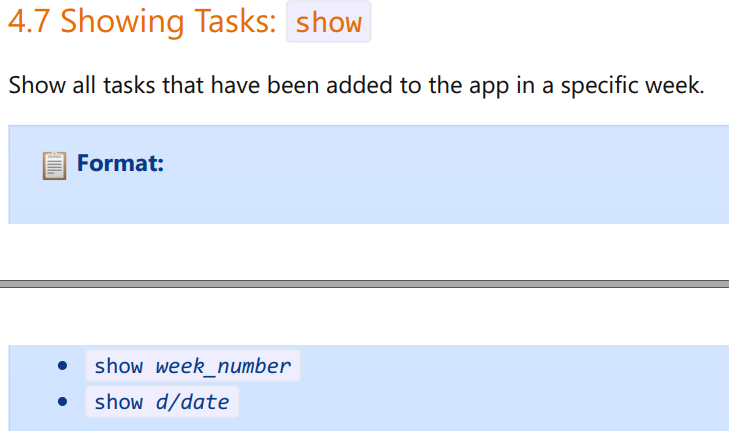 4.7 Showing Tasks: show
Show all tasks that have been added to the app in a specific week.
Format:
show week_number
show d/date